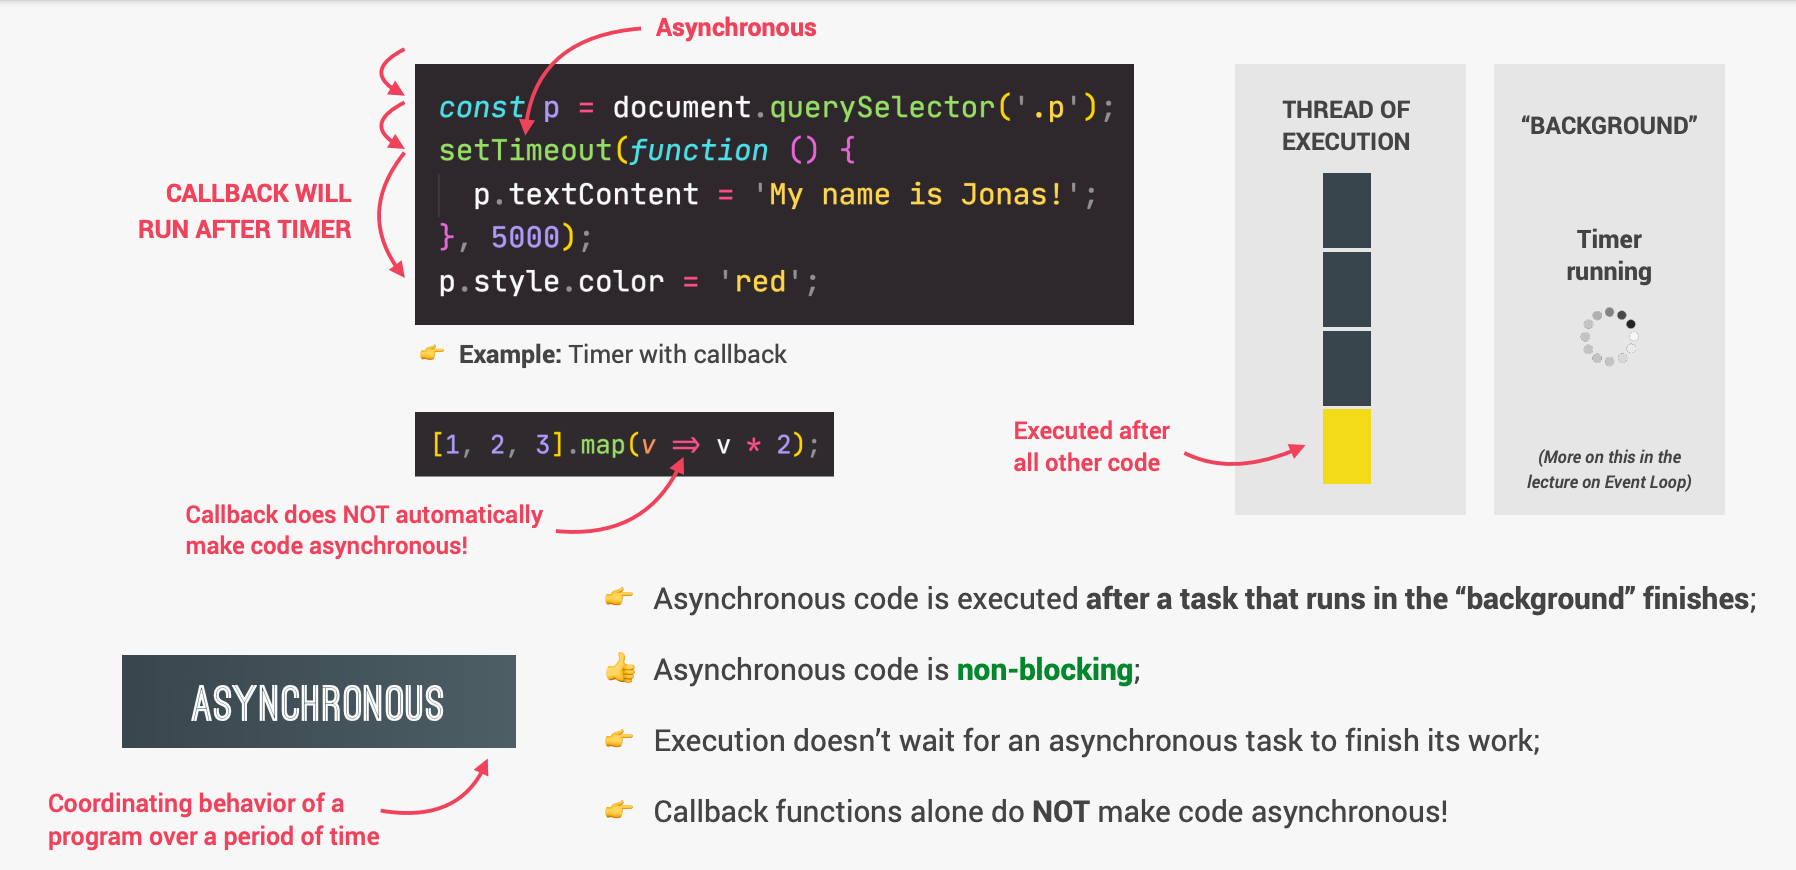 Asynchronous
const p = document.querySelector('.p');
setTimeout(function () {
  p.textContent = 'My name is Jonas!';
}, 5000);
p.style.color = 'red';
CALLBACK WILL
RUN AFTER TIMER
👉 Example: Timer with callback
[1, 2, 3].map(v => v * 2);
Callback does NOT automatically
make code asynchronous!
THREAD OF
EXECUTION
Executed after
all other code
“BACKGROUND”
Timer
running
(More on this in the
lecture on Event Loop)
👉 Asynchronous code is executed after a task that runs in the “background” finishes;
👍 Asynchronous code is non-blocking;
👉 Execution doesn’t wait for an asynchronous task to finish its work;
👉 Callback functions alone do NOT make code asynchronous!
ASYNCHRONOUS
Coordinating behavior of a
program over a period of time